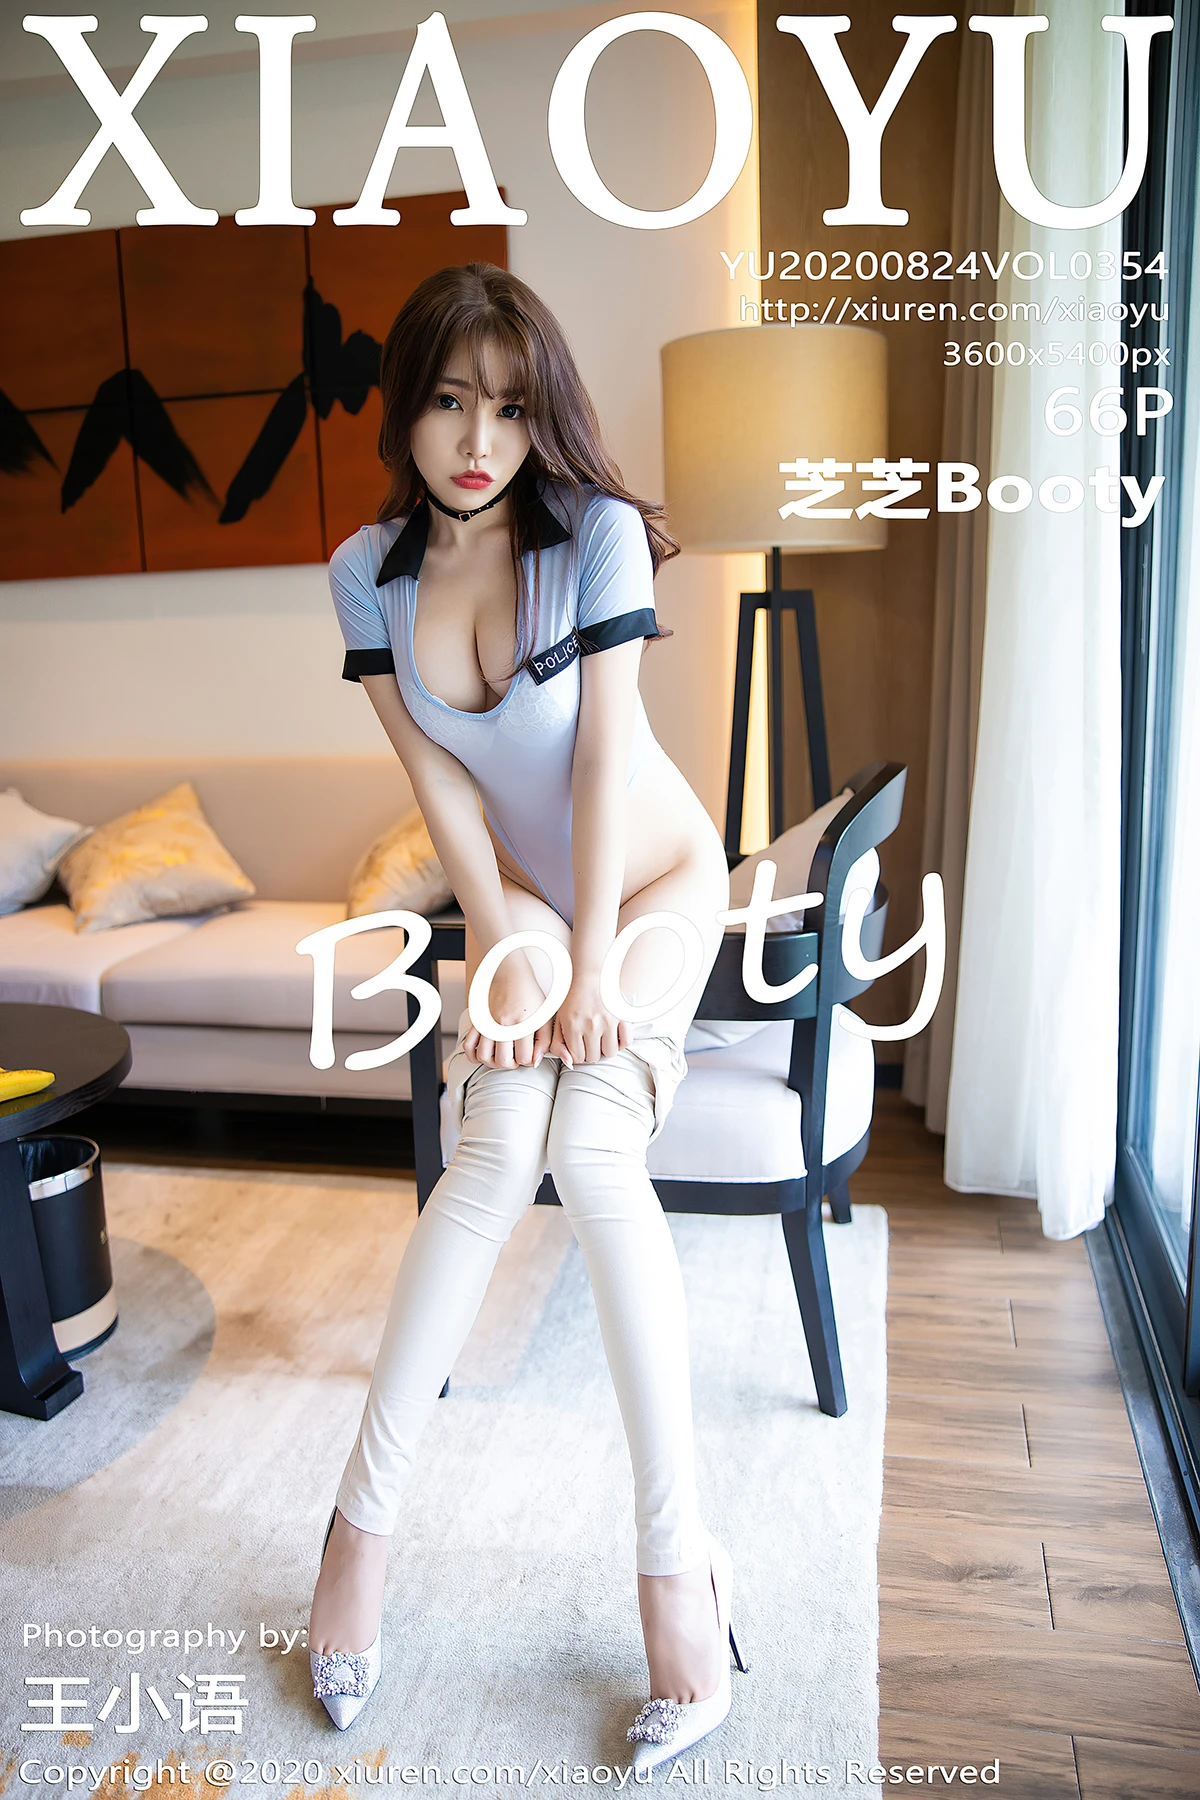 XIAOYU
YU20200824VOL0354
http://xiuren.com/xiaoyu
3600x5400px
66P
芝芝Booty
POLICE
Booty
Photography by:
王小语
Copyright @2020 xiuren.com/xiaoyu All Rights Reserved